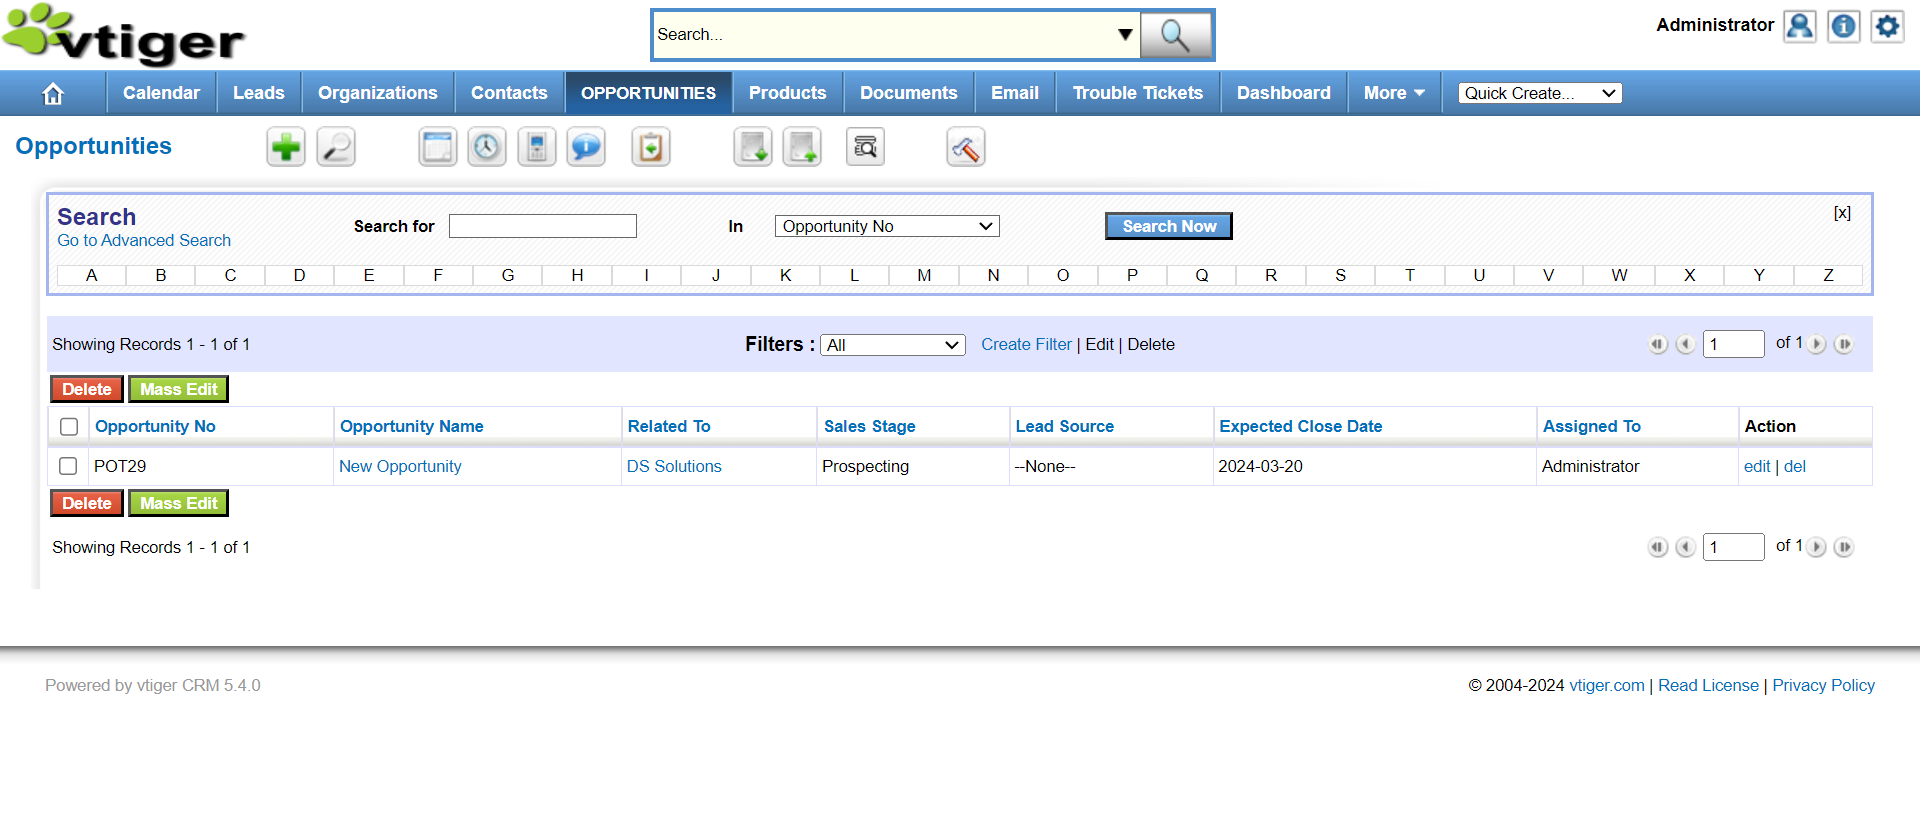 vtiger
Search...
Administrator
Calendar Leads Organizations Contacts OPPORTUNITIES Products Documents Email Trouble Tickets Dashboard More Quick Create...
Opportunities
Search
Go to Advanced Search
Search for In Opportunity No Search Now [x]
A B C D E F G H I J K L M N O P Q R S T U V W X Y Z
Showing Records 1 - 1 of 1 Filters : All Create Filter | Edit | Delete 1 of 1
Delete Mass Edit
Opportunity No Opportunity Name Related To Sales Stage Lead Source Expected Close Date Assigned To Action
POT29 New Opportunity DS Solutions Prospecting --None-- 2024-03-20 Administrator edit | del
Delete Mass Edit
Showing Records 1 - 1 of 1 1 of 1
Powered by vtiger CRM 5.4.0 © 2004-2024 vtiger.com | Read License | Privacy Policy